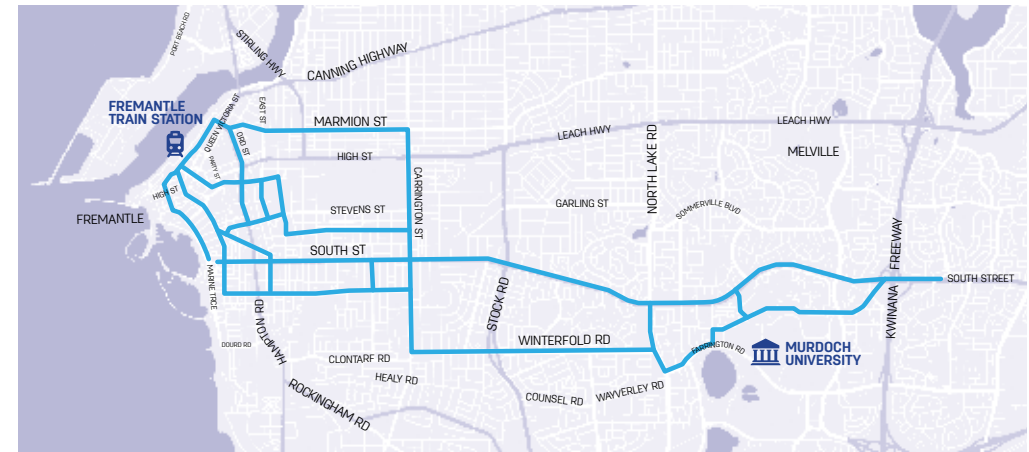 PORT BEACH RD
STIRLING HWY
CANNING HIGHWAY
FREMANTLE
TRAIN STATION
QUEEN VICTORIA ST
EAST ST
MARMION ST
LEACH HWY
LEACH HWY
ORD ST
PARRY ST
HIGH ST
NORTH LAKE RD
MELVILLE
HIGH ST
CARRINGTON ST
FREMANTLE
STEVENS ST
GARLING ST
SOMMERVILLE BLVD
SOUTH ST
KWINANA FREEWAY
SOUTH STREET
MARINE TRCE
HAMPTON RD
STOCK RD
WINTERFOLD RD
DOURO RD
FARRINGTON RD
MURDOCH
UNIVERSITY
CLONTARF RD
HEALY RD
ROCKINGHAM RD
COUNSEL RD
WAYVERLEY RD